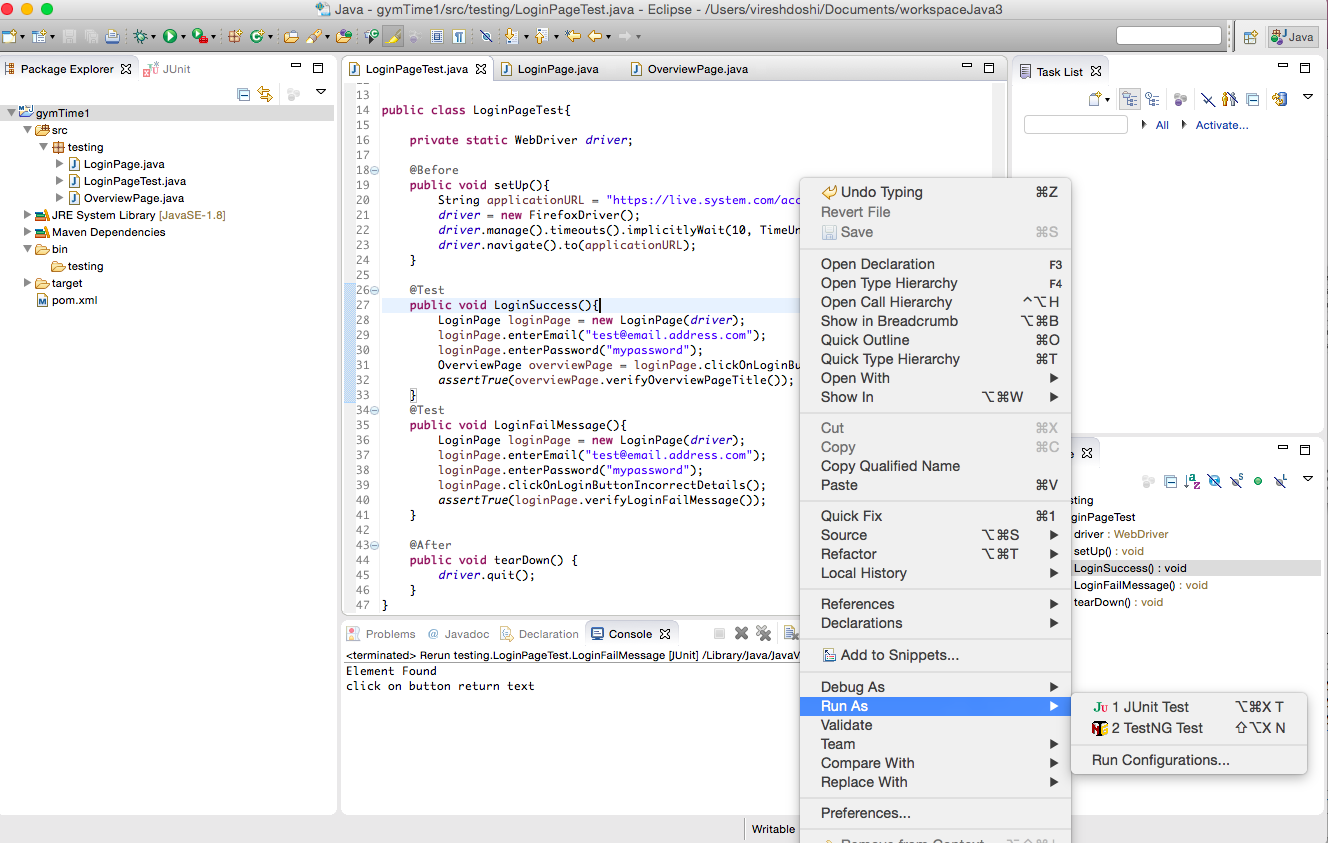 Java - gymTime1/src/testing/LoginPageTest.java - Eclipse - /Users/vireshdoshi/Documents/workspaceJava3
Java
Package Explorer
JUnit
gymTime1
src
testing
LoginPage.java
LoginPageTest.java
OverviewPage.java
JRE System Library [JavaSE-1.8]
Maven Dependencies
bin
testing
target
pom.xml
LoginPageTest.java
LoginPage.java
OverviewPage.java
13
14 public class LoginPageTest{
15
16 private static WebDriver driver;
17
18 @Before
19 public void setUp(){
20 String applicationURL = "https://live.system.com/acc
21 driver = new FirefoxDriver();
22 driver.manage().timeouts().implicitlyWait(10, TimeUn
23 driver.navigate().to(applicationURL);
24 }
25
26 @Test
27 public void LoginSuccess(){
28 LoginPage loginPage = new LoginPage(driver);
29 loginPage.enterEmail("test@email.address.com");
30 loginPage.enterPassword("mypassword");
31 OverviewPage overviewPage = loginPage.clickOnLoginBu
32 assertTrue(overviewPage.verifyOverviewPageTitle());
33 }
34 @Test
35 public void LoginFailMessage(){
36 LoginPage loginPage = new LoginPage(driver);
37 loginPage.enterEmail("test@email.address.com");
38 loginPage.enterPassword("mypassword");
39 loginPage.clickOnLoginButtonIncorrectDetails();
40 assertTrue(loginPage.verifyLoginFailMessage());
41 }
42
43 @After
44 public void tearDown() {
45 driver.quit();
46 }
47 }
Problems
@ Javadoc
Declaration
Console
<terminated> Rerun testing.LoginPageTest.LoginFailMessage [JUnit] /Library/Java/JavaV
Element Found
click on button return text
Writable
Undo Typing ⌘Z
Revert File
Save ⌘S
Open Declaration F3
Open Type Hierarchy F4
Open Call Hierarchy ^⌥H
Show in Breadcrumb ⌥⌘B
Quick Outline ⌘O
Quick Type Hierarchy ⌘T
Open With
Show In ⌥⌘W
Cut ⌘X
Copy ⌘C
Copy Qualified Name
Paste ⌘V
Quick Fix ⌘1
Source ⌥⌘S
Refactor ⌥⌘T
Local History
References
Declarations
Add to Snippets...
Debug As
Run As
Validate
Team
Compare With
Replace With
Preferences...
Ju 1 JUnit Test ⌥⌘X T
2 TestNG Test ⇧⌥X N
Run Configurations...
Task List
All
Activate...
sting
ginPageTest
driver : WebDriver
setUp() : void
LoginSuccess() : void
LoginFailMessage() : void
tearDown() : void